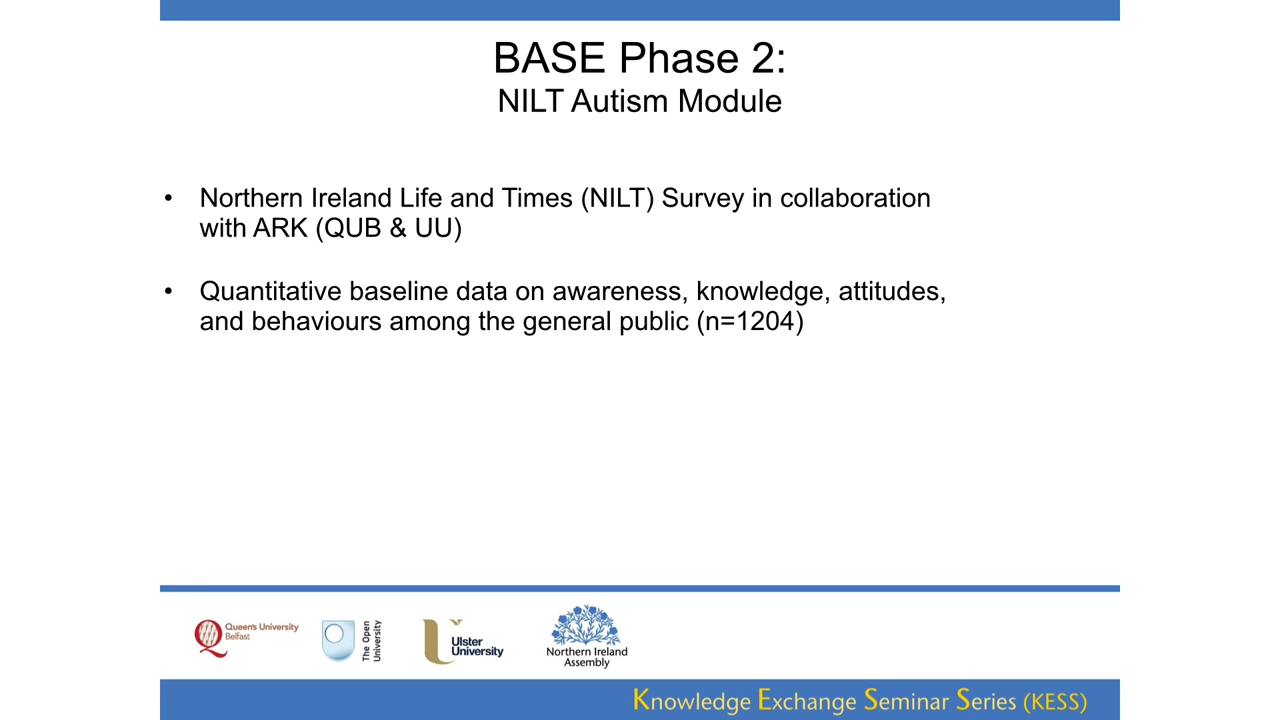 BASE Phase 2:
NILT Autism Module
• Northern Ireland Life and Times (NILT) Survey in collaboration
with ARK (QUB & UU)
• Quantitative baseline data on awareness, knowledge, attitudes,
and behaviours among the general public (n=1204)
Queen's University
Belfast
The Open
University
Ulster
University
Northern Ireland
Assembly
Knowledge Exchange Seminar Series (KESS)